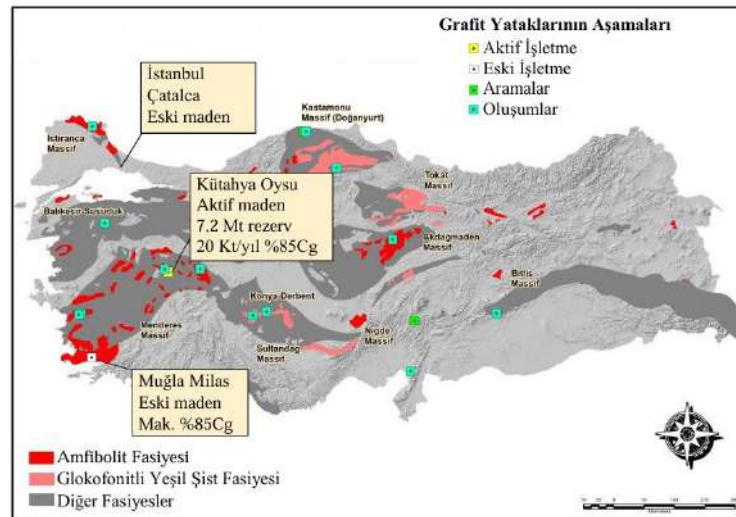 Grafit Yataklarının Aşamaları
Aktif İşletme
Eski İşletme
Aramalar
Oluşumlar
İstanbul
Çatalca
Eski maden
Kastamonu
Massif (Doğanyurt)
Istıranca
Massif
Kütahya Oysu
Aktif maden
7.2 Mt rezerv
20 Kt/yıl %85Cg
Tokat
Massif
Balıkesir-Susurluk
Akdagmaden
Massif
Bitlis
Massif
Konya-Derbent
Menderes
Massif
Sultandag
Massif
Nigde
Massif
Muğla Milas
Eski maden
Mak. %85Cg
Amfibolit Fasiyesi
Glokofonitli Yeşil Şist Fasiyesi
Diğer Fasiyesler